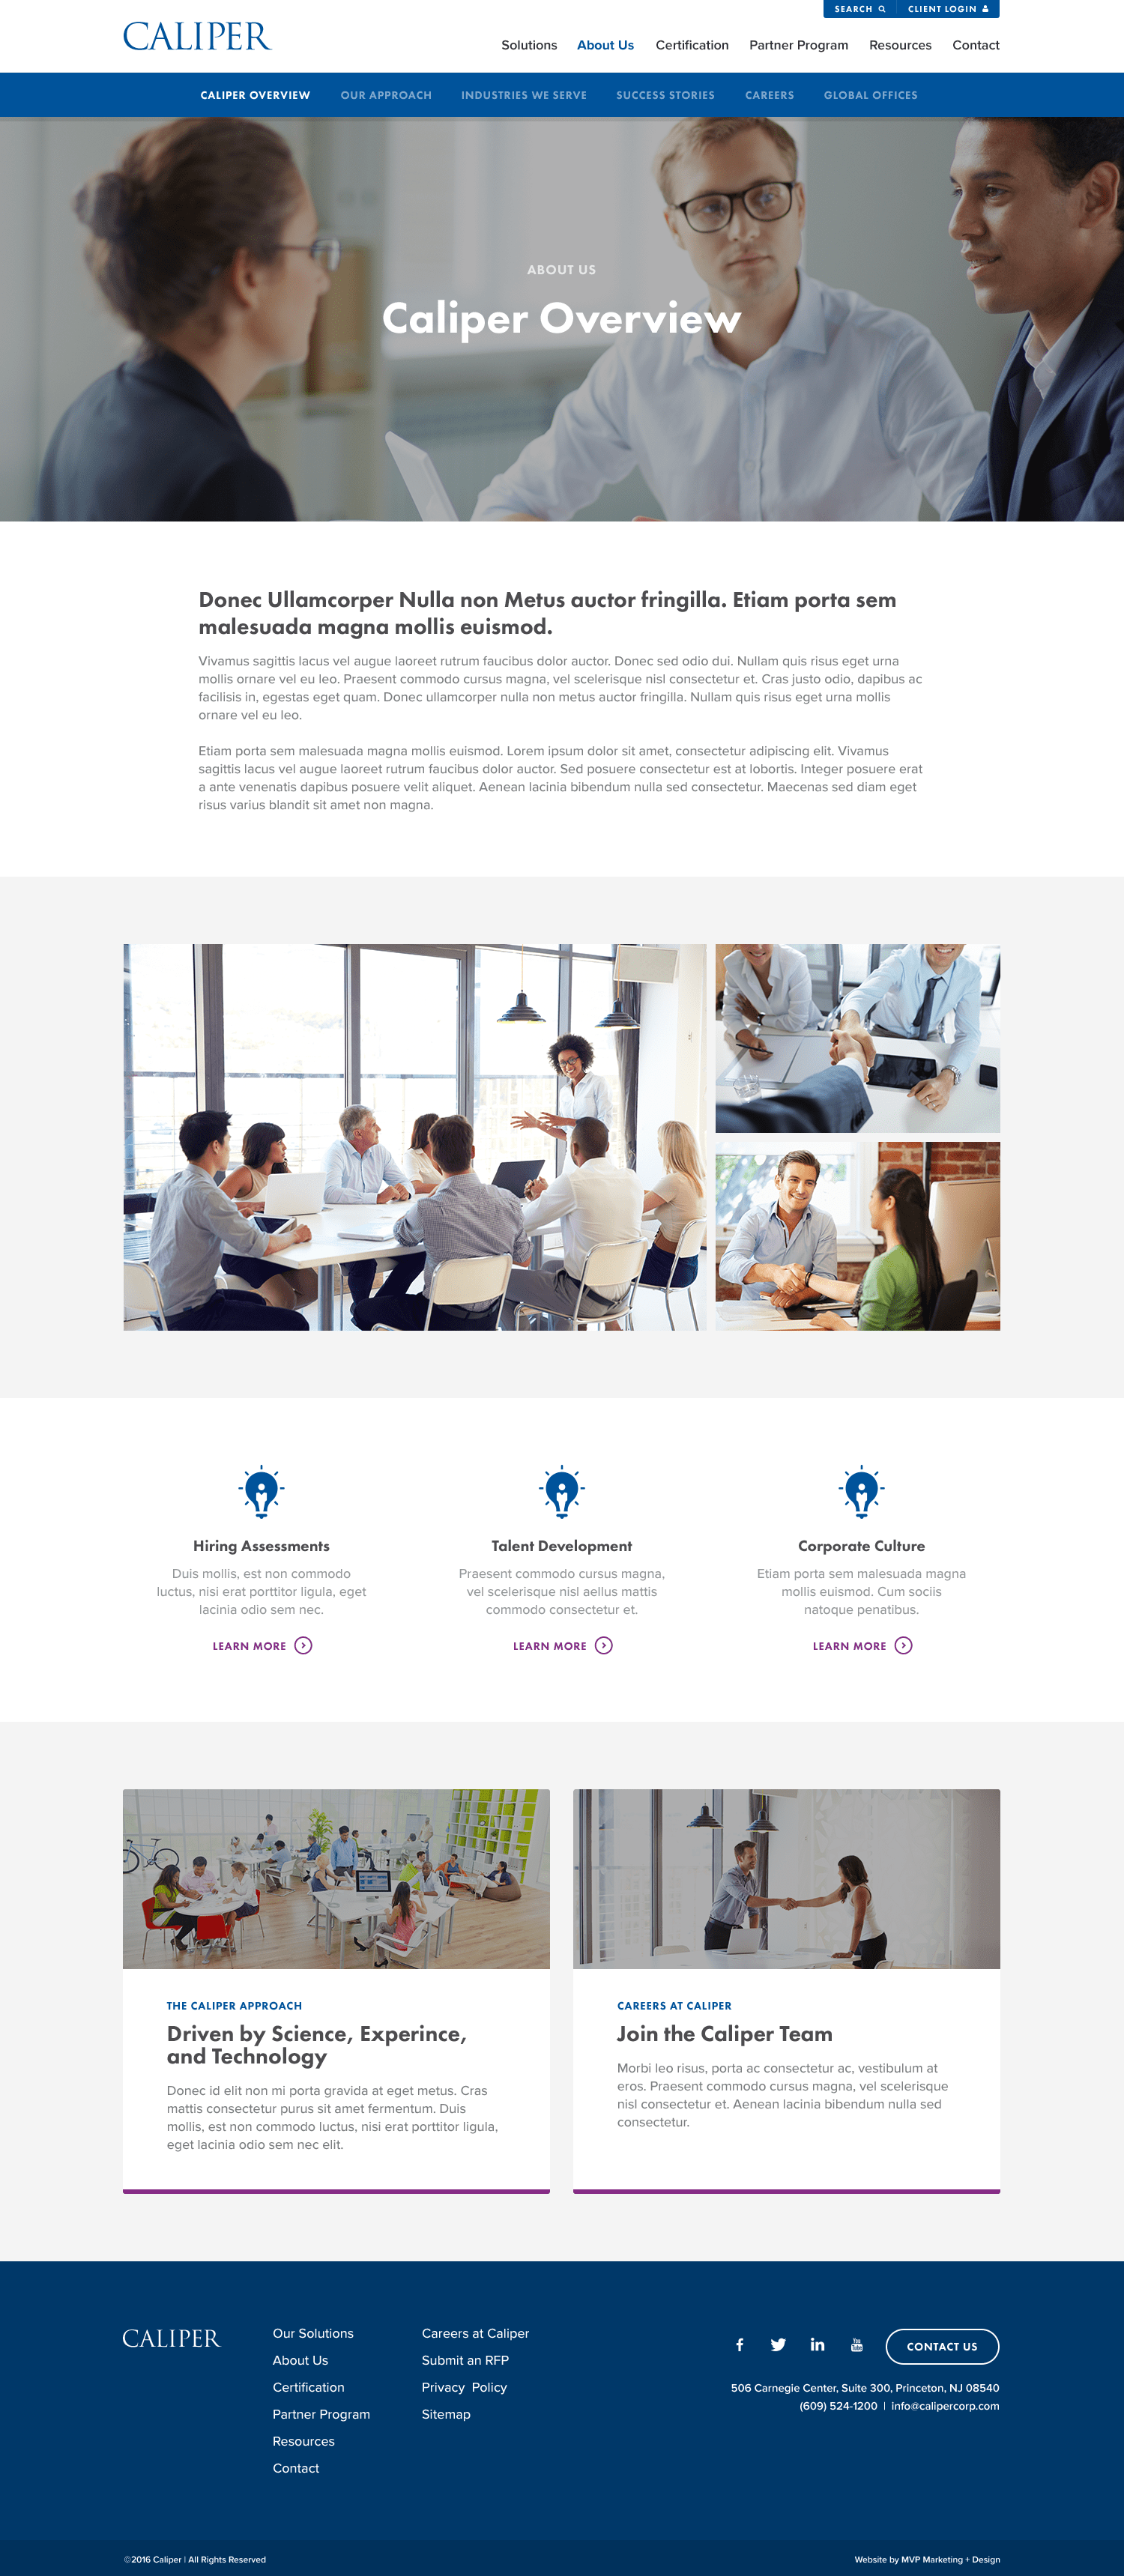 SEARCH
CLIENT LOGIN
CALIPER
Solutions
About Us
Certification
Partner Program
Resources
Contact
CALIPER OVERVIEW
OUR APPROACH
INDUSTRIES WE SERVE
SUCCESS STORIES
CAREERS
GLOBAL OFFICES
ABOUT US
Caliper Overview
Donec Ullamcorper Nulla non Metus auctor fringilla. Etiam porta sem
malesuada magna mollis euismod.
Vivamus sagittis lacus vel augue laoreet rutrum faucibus dolor auctor. Donec sed odio dui. Nullam quis risus eget urna
mollis ornare vel eu leo. Praesent commodo cursus magna, vel scelerisque nisl consectetur et. Cras justo odio, dapibus ac
facilisis in, egestas eget quam. Donec ullamcorper nulla non metus auctor fringilla. Nullam quis risus eget urna mollis
ornare vel eu leo.
Etiam porta sem malesuada magna mollis euismod. Lorem ipsum dolor sit amet, consectetur adipiscing elit. Vivamus
sagittis lacus vel augue laoreet rutrum faucibus dolor auctor. Sed posuere consectetur est at lobortis. Integer posuere erat
a ante venenatis dapibus posuere velit aliquet. Aenean lacinia bibendum nulla sed consectetur. Maecenas sed diam eget
risus varius blandit sit amet non magna.
Hiring Assessments
Duis mollis, est non commodo
luctus, nisi erat porttitor ligula, eget
lacinia odio sem nec.
LEARN MORE
Talent Development
Praesent commodo cursus magna,
vel scelerisque nisl aellus mattis
commodo consectetur et.
LEARN MORE
Corporate Culture
Etiam porta sem malesuada magna
mollis euismod. Cum sociis
natoque penatibus.
LEARN MORE
THE CALIPER APPROACH
Driven by Science, Experince,
and Technology
Donec id elit non mi porta gravida at eget metus. Cras
mattis consectetur purus sit amet fermentum. Duis
mollis, est non commodo luctus, nisi erat porttitor ligula,
eget lacinia odio sem nec elit.
CAREERS AT CALIPER
Join the Caliper Team
Morbi leo risus, porta ac consectetur ac, vestibulum at
eros. Praesent commodo cursus magna, vel scelerisque
nisl consectetur et. Aenean lacinia bibendum nulla sed
consectetur.
CALIPER
Our Solutions
About Us
Certification
Partner Program
Resources
Contact
Careers at Caliper
Submit an RFP
Privacy Policy
Sitemap
You Tube
CONTACT US
506 Carnegie Center, Suite 300, Princeton, NJ 08540
(609) 524-1200 | info@calipercorp.com
©2016 Caliper | All Rights Reserved
Website by MVP Marketing + Design